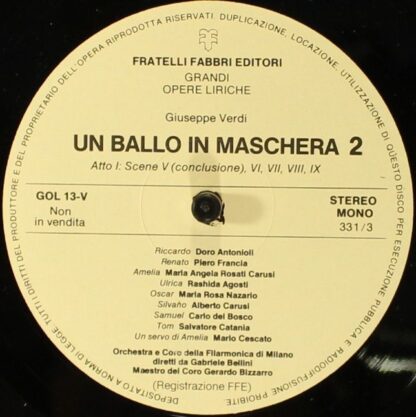 DEPOSITATO A NORMA DI LEGGE. TUTTI I DIRITTI DEL PRODUTTORE E DEL PROPRIETARIO DELL'OPERA RIPRODOTTA RISERVATI. DUPLICAZIONE, LOCAZIONE, UTILIZZAZIONE DI QUESTO DISCO PER ESECUZIONE PUBBLICA E RADIODIFFUSIONE PROIBITE
FRATELLI FABBRI EDITORI
GRANDI
OPERE LIRICHE
Giuseppe Verdi
UN BALLO IN MASCHERA 2
Atto I: Scene V (conclusione), VI, VII, VIII, IX
GOL 13-V
Non
in vendita
STEREO
MONO
331/3
Riccardo Doro Antonioli
Renato Piero Francia
Amelia Maria Angela Rosati Carusi
Ulrica Rashida Agosti
Oscar Maria Rosa Nazario
Silvano Alberto Carusi
Samuel Carlo del Bosco
Tom Salvatore Catania
Un servo di Amelia Mario Cescato
Orchestra e Coro della Filarmonica di Milano
diretti da Gabriele Bellini
Maestro del Coro Gerardo Bizzarro
(Registrazione FFE)